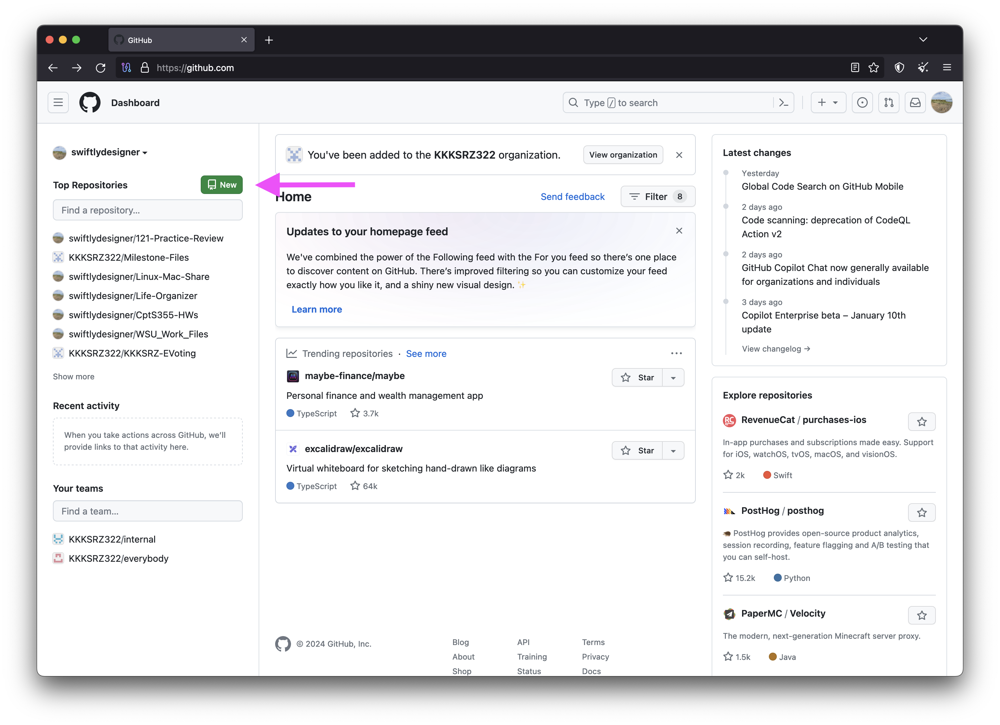 GitHub
https://github.com
Dashboard
Type / to search
swiftlydesigner
Top Repositories
New
Find a repository...
swiftlydesigner/121-Practice-Review
KKKSRZ322/Milestone-Files
swiftlydesigner/Linux-Mac-Share
swiftlydesigner/Life-Organizer
swiftlydesigner/CptS355-HWs
swiftlydesigner/WSU_Work_Files
KKKSRZ322/KKKSRZ-EVoting
Show more
Recent activity
When you take actions across GitHub, we’ll
provide links to that activity here.
Your teams
Find a team...
KKKSRZ322/internal
KKKSRZ322/everybody
You've been added to the KKKSRZ322 organization.
View organization
Home
Send feedback
Filter 8
Updates to your homepage feed
We've combined the power of the Following feed with the For you feed so there’s one place
to discover content on GitHub. There’s improved filtering so you can customize your feed
exactly how you like it, and a shiny new visual design. ✨
Learn more
Trending repositories · See more
maybe-finance/maybe
Star
Personal finance and wealth management app
TypeScript 3.7k
excalidraw/excalidraw
Star
Virtual whiteboard for sketching hand-drawn like diagrams
TypeScript 64k
© 2024 GitHub, Inc.
Blog
About
Shop
API
Training
Status
Terms
Privacy
Docs
Latest changes
Yesterday
Global Code Search on GitHub Mobile
2 days ago
Code scanning: deprecation of CodeQL
Action v2
2 days ago
GitHub Copilot Chat now generally available
for organizations and individuals
3 days ago
Copilot Enterprise beta – January 10th
update
View changelog →
Explore repositories
RC
RevenueCat / purchases-ios
In-app purchases and subscriptions made easy. Support
for iOS, watchOS, tvOS, macOS, and visionOS.
2k Swift
PostHog / posthog
🦔 PostHog provides open-source product analytics,
session recording, feature flagging and A/B testing that
you can self-host.
15.2k Python
PaperMC / Velocity
The modern, next-generation Minecraft server proxy.
1.5k Java